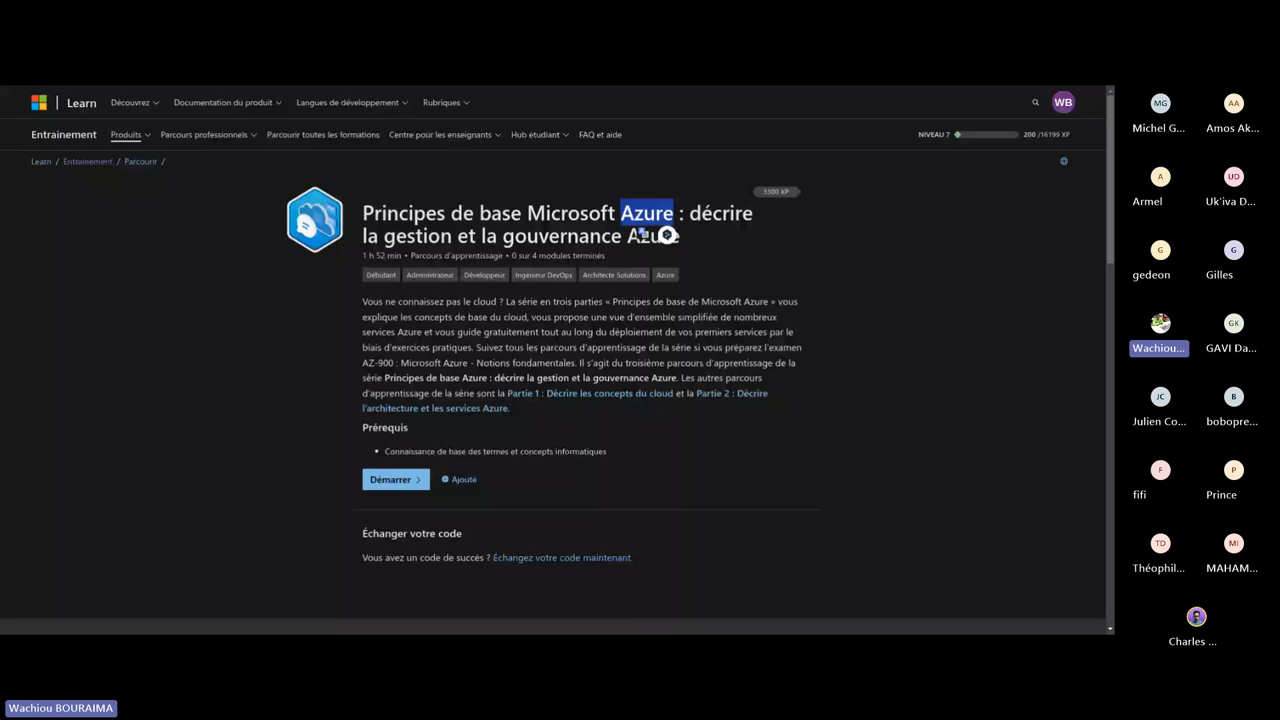 Learn Découvrez Documentation du produit Langues de développement Rubriques WB
Entrainement Produits Parcours professionnels Parcourir toutes les formations Centre pour les enseignants Hub étudiant FAQ et aide NIVEAU 7 200 /16199 XP
Learn / Entrainement / Parcourir /
3300 XP
Principes de base Microsoft Azure : décrire
la gestion et la gouvernance Azure
1 h 52 min • Parcours d'apprentissage • 0 sur 4 modules terminés
Débutant Administrateur Développeur Ingénieur DevOps Architecte Solutions Azure
Vous ne connaissez pas le cloud ? La série en trois parties « Principes de base de Microsoft Azure » vous
explique les concepts de base du cloud, vous propose une vue d'ensemble simplifiée de nombreux
services Azure et vous guide gratuitement tout au long du déploiement de vos premiers services par le
biais d'exercices pratiques. Suivez tous les parcours d'apprentissage de la série si vous préparez l'examen
AZ-900 : Microsoft Azure - Notions fondamentales. Il s'agit du troisième parcours d'apprentissage de la
série Principes de base Azure : décrire la gestion et la gouvernance Azure. Les autres parcours
d'apprentissage de la série sont la Partie 1 : Décrire les concepts du cloud et la Partie 2 : Décrire
l'architecture et les services Azure.
Prérequis
• Connaissance de base des termes et concepts informatiques
Démarrer Ajouté
Échanger votre code
Vous avez un code de succès ? Échangez votre code maintenant.
MG AA
Michel G... Amos Ak...
A UD
Armel Uk'iva D...
G G
gedeon Gilles
GK
Wachiou... GAVI Da...
JC B
Julien Co... bobopre...
F P
fifi Prince
TD MI
Théophil... MAHAM...
Charles ...
Wachiou BOURAIMA